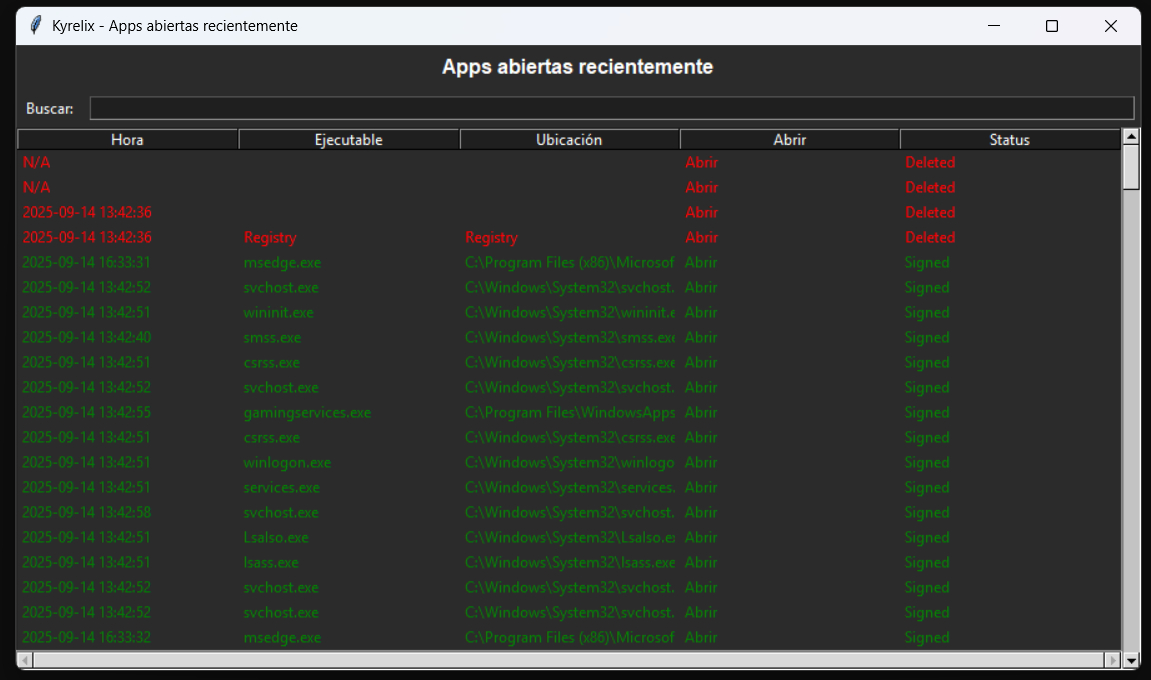 Kyrelix - Apps abiertas recientemente
Apps abiertas recientemente
Buscar:
Hora Ejecutable Ubicación Abrir Status
N/A Abrir Deleted
N/A Abrir Deleted
2025-09-14 13:42:36 Abrir Deleted
2025-09-14 13:42:36 Registry Registry Abrir Deleted
2025-09-14 16:33:31 msedge.exe C:\Program Files (x86)\Microsof Abrir Signed
2025-09-14 13:42:52 svchost.exe C:\Windows\System32\svchost. Abrir Signed
2025-09-14 13:42:51 wininit.exe C:\Windows\System32\wininit.e Abrir Signed
2025-09-14 13:42:40 smss.exe C:\Windows\System32\smss.exe Abrir Signed
2025-09-14 13:42:51 csrss.exe C:\Windows\System32\csrss.exe Abrir Signed
2025-09-14 13:42:52 svchost.exe C:\Windows\System32\svchost. Abrir Signed
2025-09-14 13:42:55 gamingservices.exe C:\Program Files\WindowsApps Abrir Signed
2025-09-14 13:42:51 csrss.exe C:\Windows\System32\csrss.exe Abrir Signed
2025-09-14 13:42:51 winlogon.exe C:\Windows\System32\winlogo Abrir Signed
2025-09-14 13:42:51 services.exe C:\Windows\System32\services. Abrir Signed
2025-09-14 13:42:58 svchost.exe C:\Windows\System32\svchost. Abrir Signed
2025-09-14 13:42:51 LsaIso.exe C:\Windows\System32\LsaIso.ex Abrir Signed
2025-09-14 13:42:51 lsass.exe C:\Windows\System32\lsass.exe Abrir Signed
2025-09-14 13:42:52 svchost.exe C:\Windows\System32\svchost. Abrir Signed
2025-09-14 13:42:52 svchost.exe C:\Windows\System32\svchost. Abrir Signed
2025-09-14 16:33:32 msedge.exe C:\Program Files (x86)\Microsof Abrir Signed